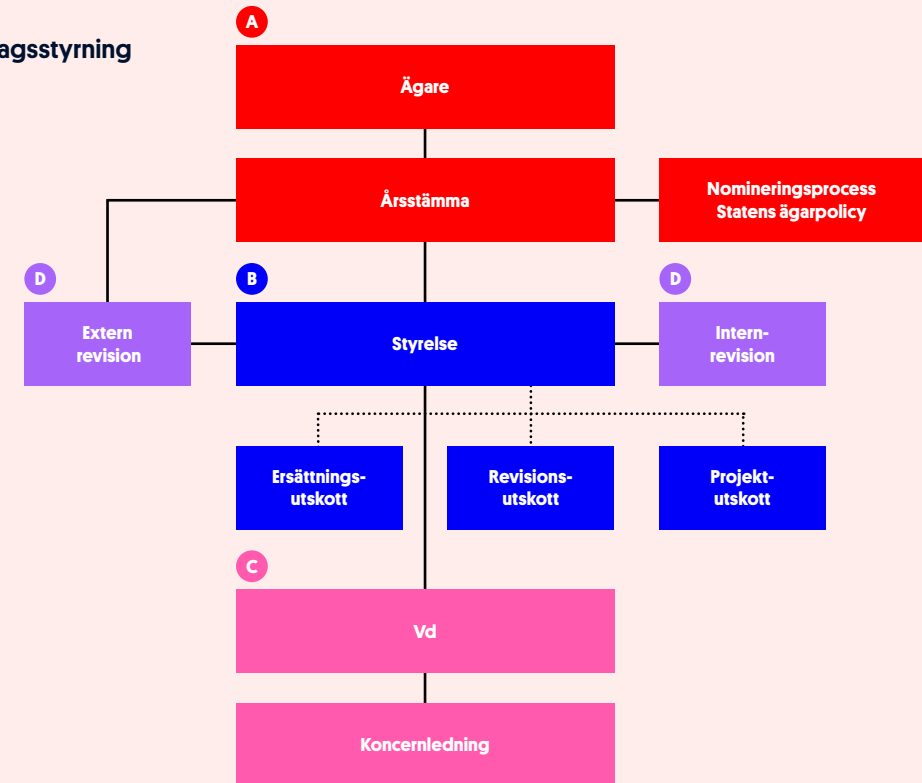 A
agsstyrning
Ägare
Årsstämma
Nomineringsprocess
Statens ägarpolicy
D
B
D
Extern
revision
Styrelse
Intern-
revision
Ersättnings-
utskott
Revisions-
utskott
Projekt-
utskott
C
Vd
Koncernledning